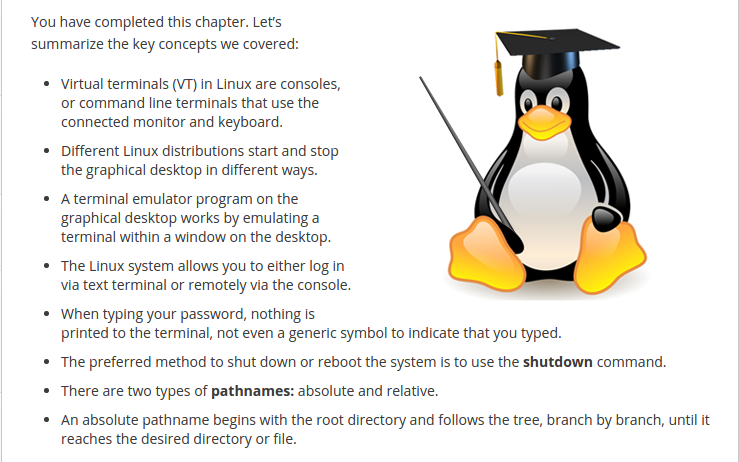 You have completed this chapter. Let's
summarize the key concepts we covered:
• Virtual terminals (VT) in Linux are consoles,
or command line terminals that use the
connected monitor and keyboard.
• Different Linux distributions start and stop
the graphical desktop in different ways.
• A terminal emulator program on the
graphical desktop works by emulating a
terminal within a window on the desktop.
• The Linux system allows you to either log in
via text terminal or remotely via the console.
• When typing your password, nothing is
printed to the terminal, not even a generic symbol to indicate that you typed.
• The preferred method to shut down or reboot the system is to use the shutdown command.
• There are two types of pathnames: absolute and relative.
• An absolute pathname begins with the root directory and follows the tree, branch by branch, until it
reaches the desired directory or file.